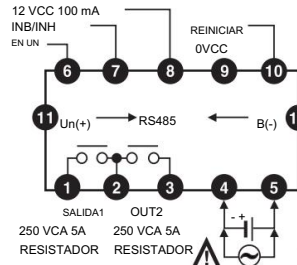 12 VCC 100 mA
INB/INH
EN UN
REINICIAR
0VCC
6 7 8 9 10
11 Un(+) RS485 B(-) 1
1 2 3 4 5
SALIDA1 OUT2
250 VCA 5A 250 VCA 5A
RESISTADOR RESISTADOR
- +